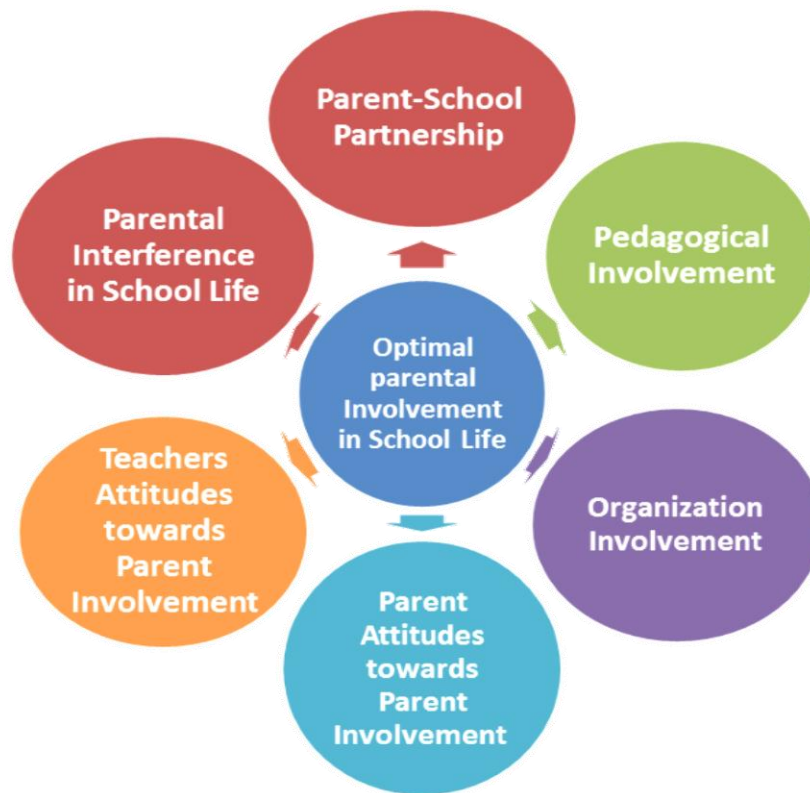 Parent-School
Partnership
Parental
Interference
in School Life
Pedagogical
Involvement
Optimal
parental
Involvement
in School Life
Teachers
Attitudes
towards
Parent
Involvement
Organization
Involvement
Parent
Attitudes
towards
Parent
Involvement